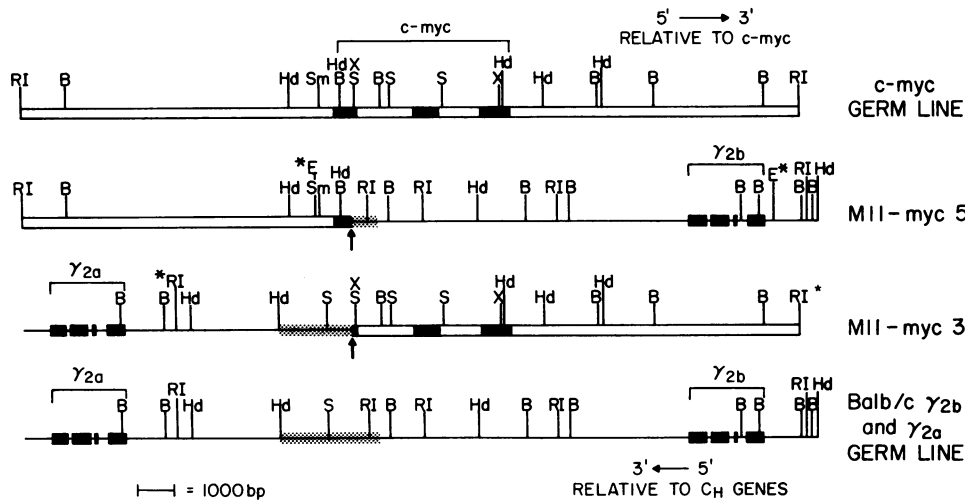 c-myc
5' → 3'
RELATIVE TO c-myc
RI B Hd Sm Hd B X S B S S X Hd Hd B Hd B B RI
c-myc
GERM LINE
γ2b
RI B Hd *E Sm Hd B RI B RI Hd B RI B B B E* RI B B Hd
MII-myc 5
γ2a
B B *RI Hd Hd S X S B S S X Hd Hd B Hd B B RI*
MII-myc 3
γ2a γ2b
B B RI Hd Hd S RI B RI Hd B RI B B B RI B B Hd
Balb/c γ2b
and γ2a
GERM LINE
= 1000 bp
3' ← 5'
RELATIVE TO CH GENES